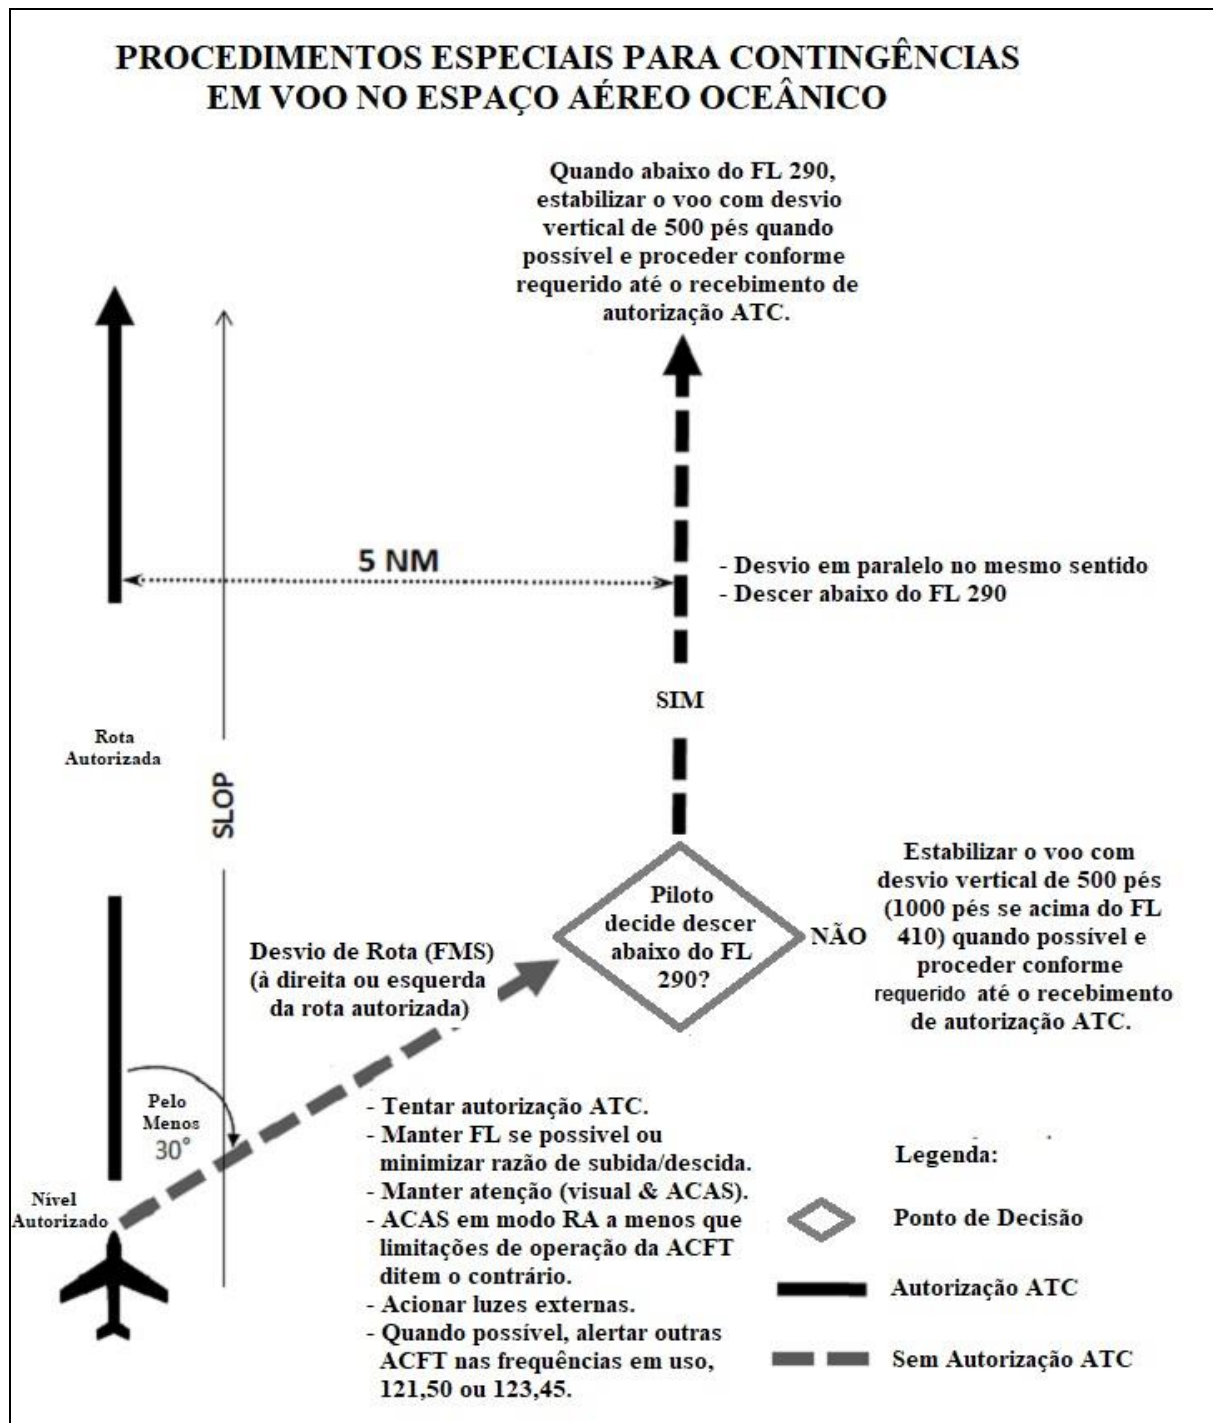 PROCEDIMENTOS ESPECIAIS PARA CONTINGÊNCIAS
EM VOO NO ESPAÇO AÉREO OCEÂNICO
Quando abaixo do FL 290,
estabilizar o voo com desvio
vertical de 500 pés quando
possível e proceder conforme
requerido até o recebimento de
autorização ATC.
5 NM
- Desvio em paralelo no mesmo sentido
- Descer abaixo do FL 290
SIM
Rota
Autorizada
SLOP
Piloto
decide descer
abaixo do FL
290?
NÃO
Estabilizar o voo com
desvio vertical de 500 pés
(1000 pés se acima do FL
410) quando possível e
proceder conforme
requerido até o recebimento
de autorização ATC.
Desvio de Rota (FMS)
(à direita ou esquerda
da rota autorizada)
Pelo
Menos
30°
Nível
Autorizado
- Tentar autorização ATC.
- Manter FL se possivel ou
minimizar razão de subida/descida.
- Manter atenção (visual & ACAS).
- ACAS em modo RA a menos que
limitações de operação da ACFT
ditem o contrário.
- Acionar luzes externas.
- Quando possível, alertar outras
ACFT nas frequências em uso,
121,50 ou 123,45.
Legenda:
Ponto de Decisão
Autorização ATC
Sem Autorização ATC